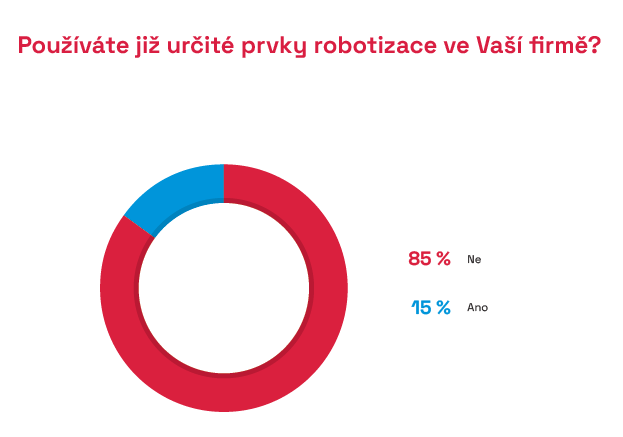 Používáte již určité prvky robotizace ve Vaší firmě?
85 % Ne
15 % Ano